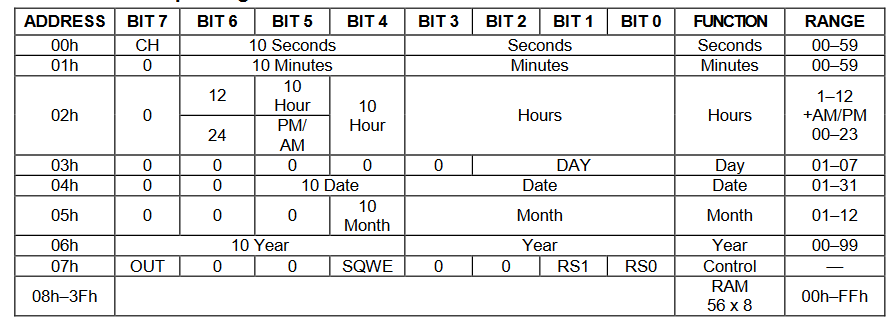 ADDRESS BIT 7 BIT 6 BIT 5 BIT 4 BIT 3 BIT 2 BIT 1 BIT 0 FUNCTION RANGE
00h CH 10 Seconds Seconds Seconds 00–59
01h 0 10 Minutes Minutes Minutes 00–59
02h 0 12 10 Hour 10 Hour Hours Hours 1–12 +AM/PM 00–23
24 PM/AM
03h 0 0 0 0 0 DAY Day 01–07
04h 0 0 10 Date Date Date 01–31
05h 0 0 0 10 Month Month Month 01–12
06h 10 Year Year Year 00–99
07h OUT 0 0 SQWE 0 0 RS1 RS0 Control —
08h–3Fh RAM 56 x 8 00h–FFh